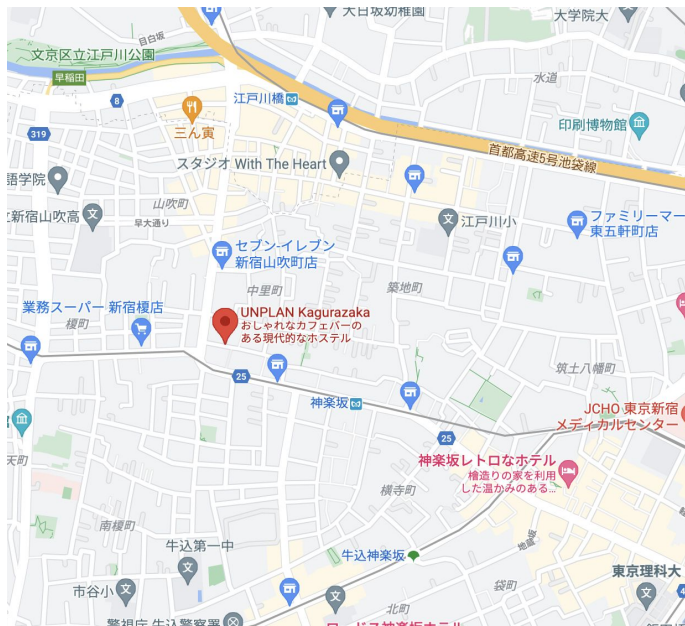 大日坂幼稚園
大学院大
目白坂
文京区立江戸川公園
早稲田
水道
8
江戸川橋
三ん寅
印刷博物館
319
首都高速5号池袋線
スタジオ With The Heart
語学院
山吹町
江戸川小
ファミリーマー
東五軒町店
新宿山吹高
早大通り
セブン-イレブン
新宿山吹町店
中里町
築地町
業務スーパー 新宿榎店
榎町
UNPLAN Kagurazaka
おしゃれなカフェバーの
ある現代的なホステル
筑土八幡町
25
神楽坂
JCHO 東京新宿
メディカルセンター
25
天町
神楽坂レトロなホテル
檜造りの家を利用
した温かみのある...
横寺町
南榎町
地蔵坂
牛込第一中
牛込神楽坂
東京理科大
市谷小
袋町
北町
警視庁 牛込警察署